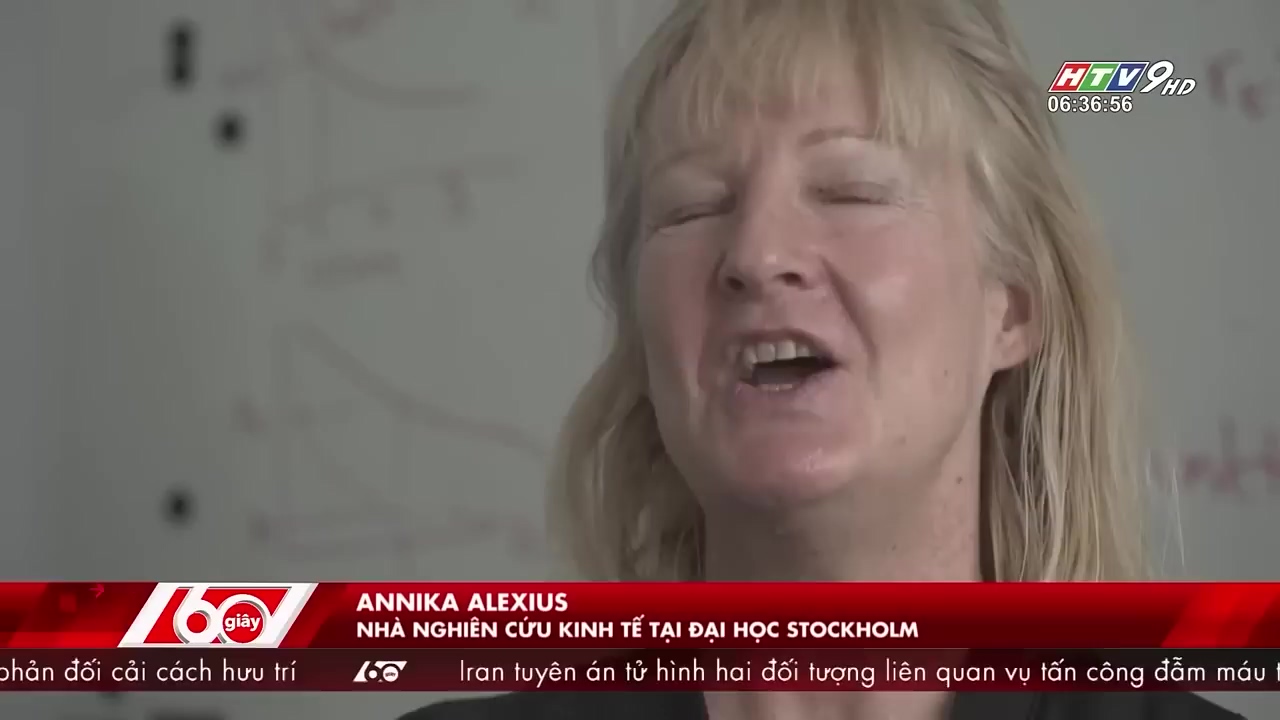 HTV9HD
06:36:56
60 giây
ANNIKA ALEXIUS
NHÀ NGHIÊN CỨU KINH TẾ TẠI ĐẠI HỌC STOCKHOLM
phản đối cải cách hưu trí 60 giây Iran tuyên án tử hình hai đối tượng liên quan vụ tấn công đẫm máu